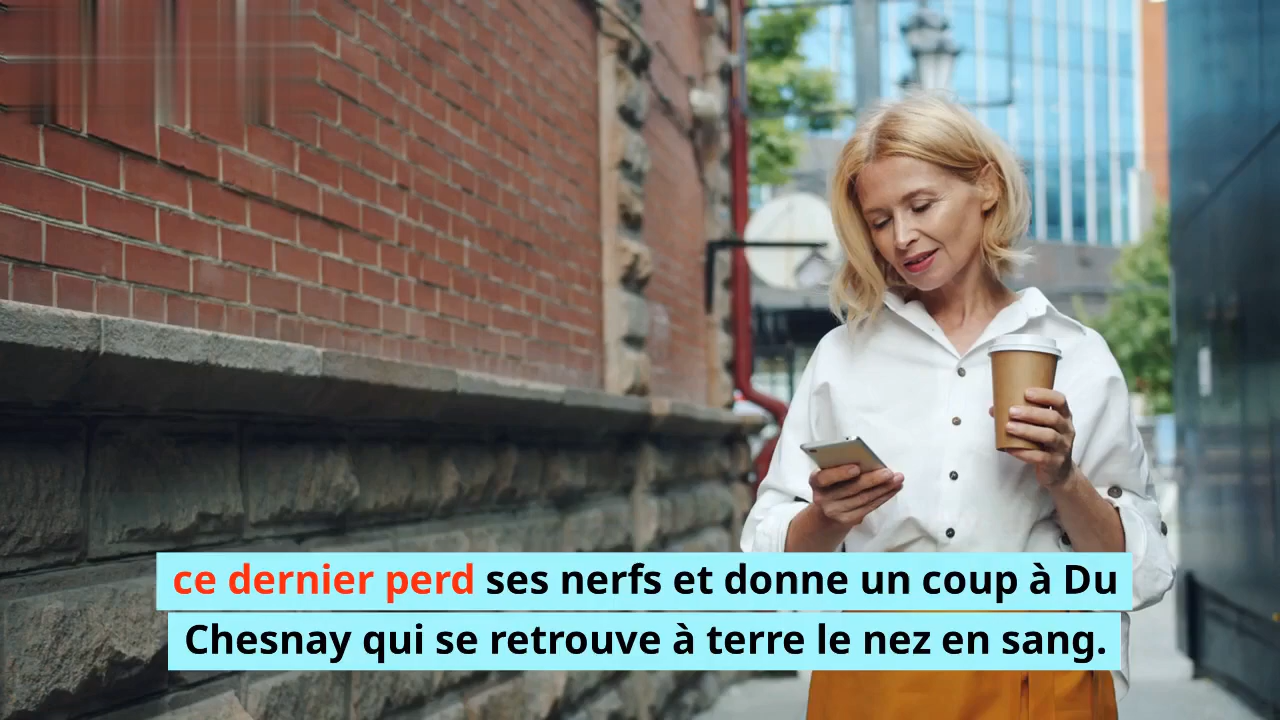 ce dernier perd ses nerfs et donne un coup à Du
Chesnay qui se retrouve à terre le nez en sang.